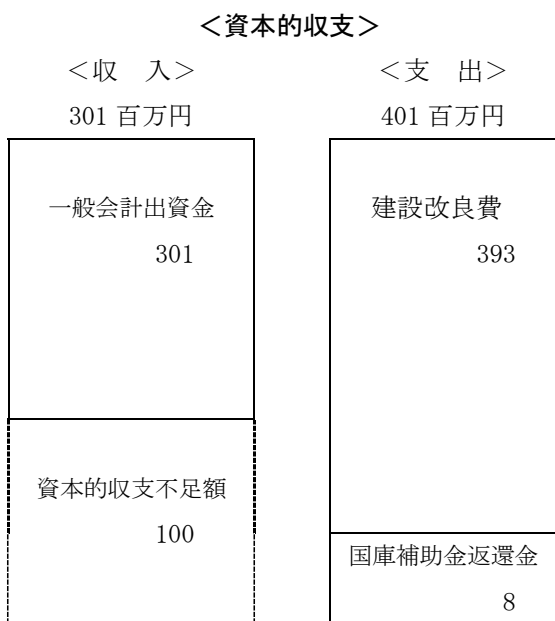 ＜資本的収支＞
＜収　入＞
301 百万円
一般会計出資金
301
資本的収支不足額
100
＜支　出＞
401 百万円
建設改良費
393
国庫補助金返還金
8